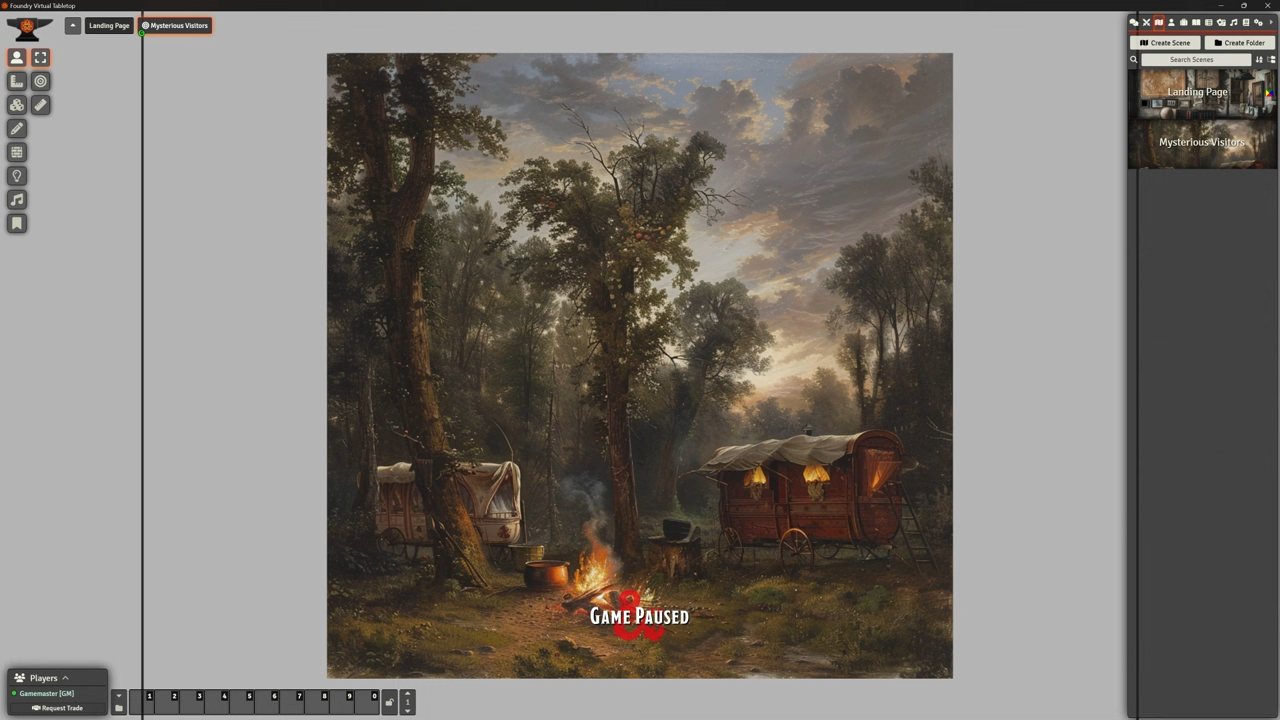 Foundry Virtual Tabletop
Landing Page
Mysterious Visitors
Create Scene
Create Folder
Search Scenes
Landing Page
Mysterious Visitors
Game Paused
Players
Gamemaster [GM]
Request Trade
1 2 3 4 5 6 7 8 9 0
1